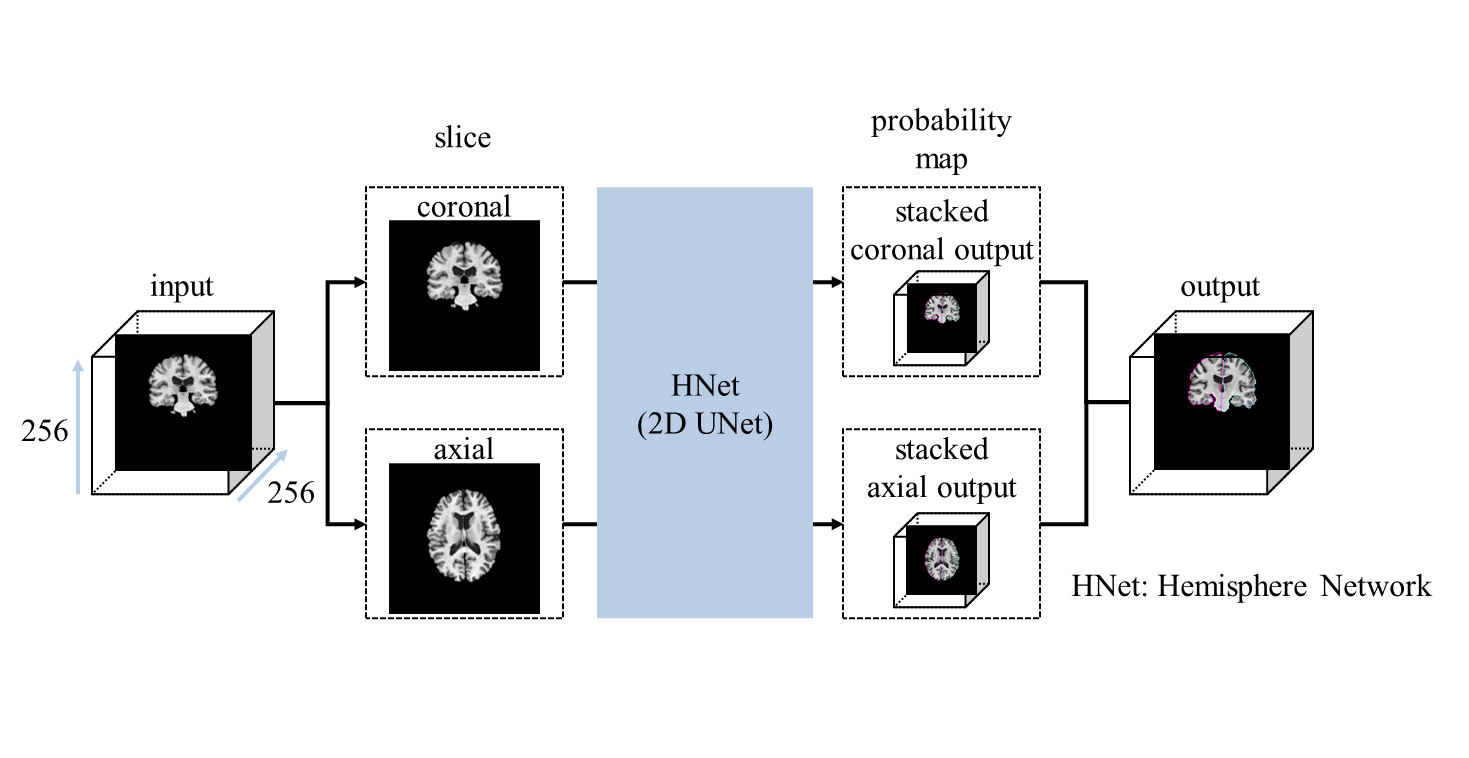 input
256
256
slice
coronal
axial
HNet
(2D UNet)
probability
map
stacked
coronal output
stacked
axial output
output
HNet: Hemisphere Network